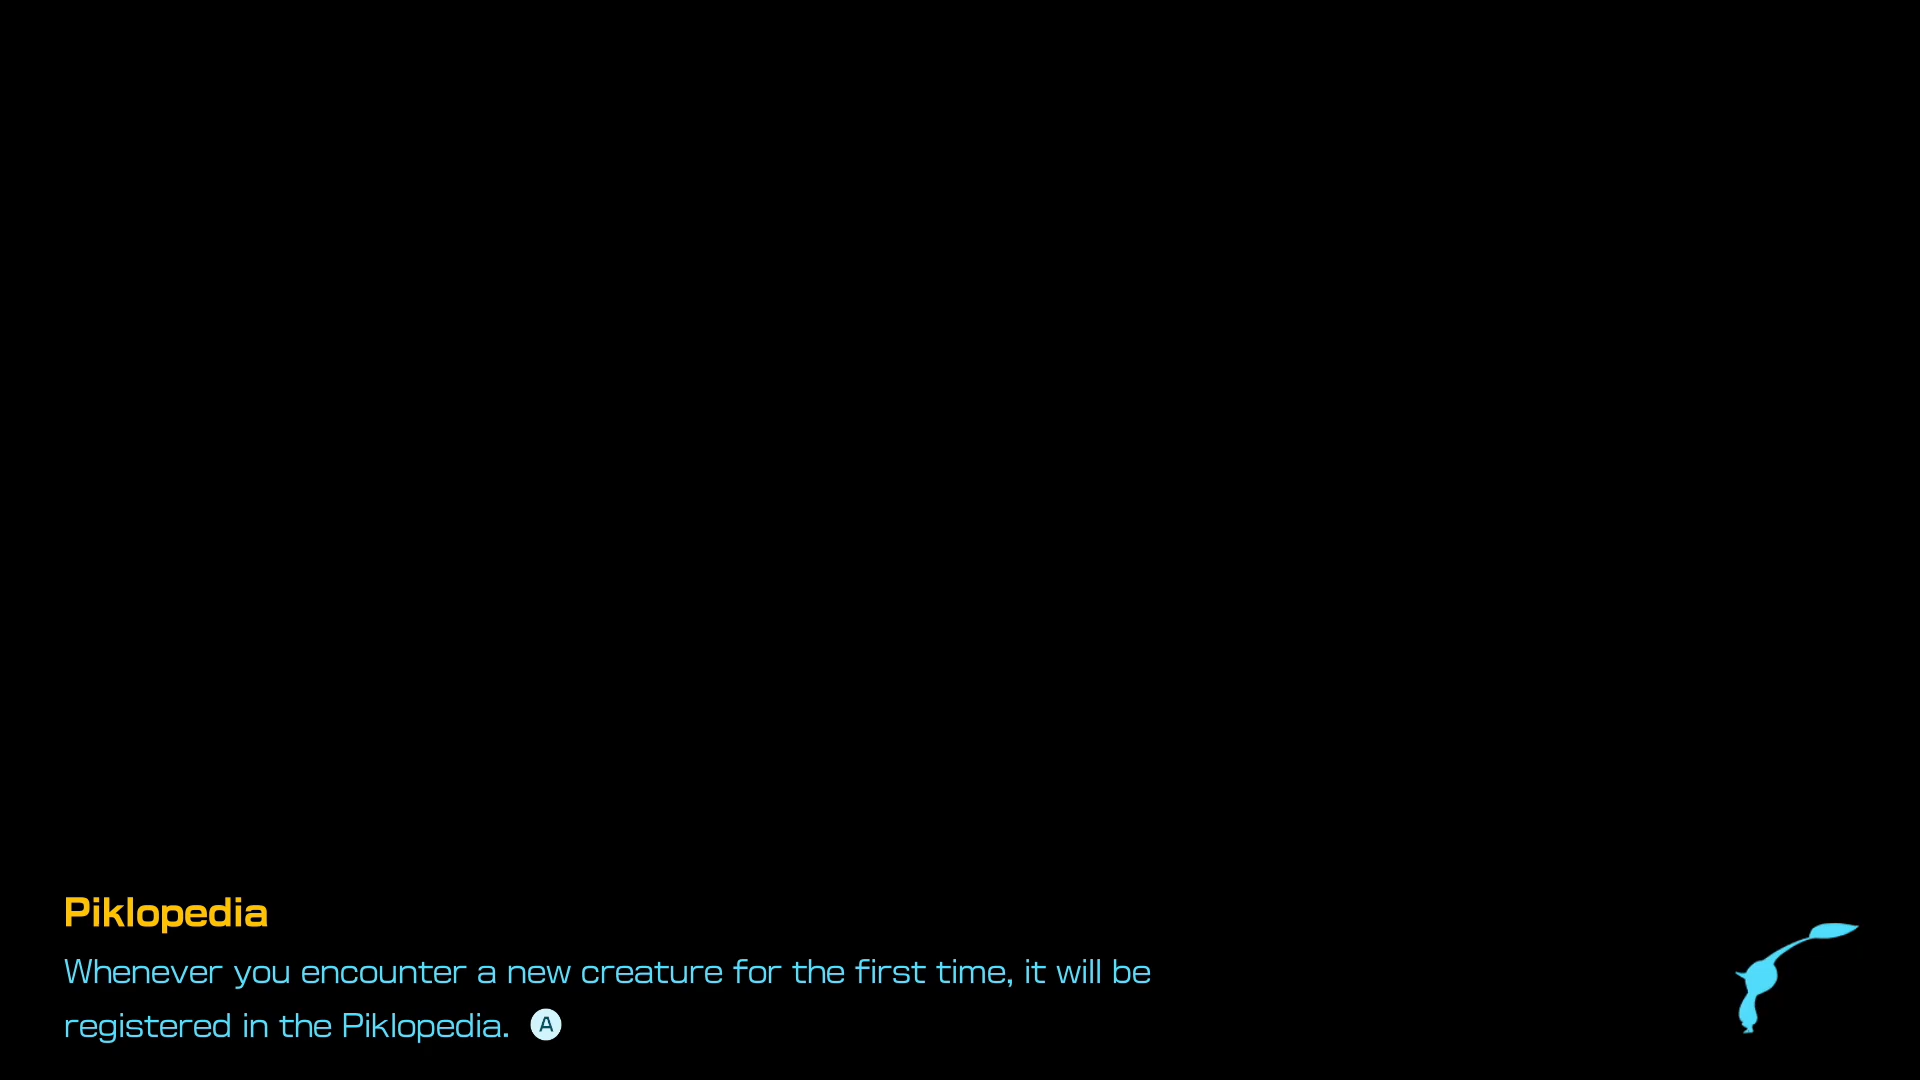 Piklopedia
Whenever you encounter a new creature for the first time, it will be
registered in the Piklopedia. A